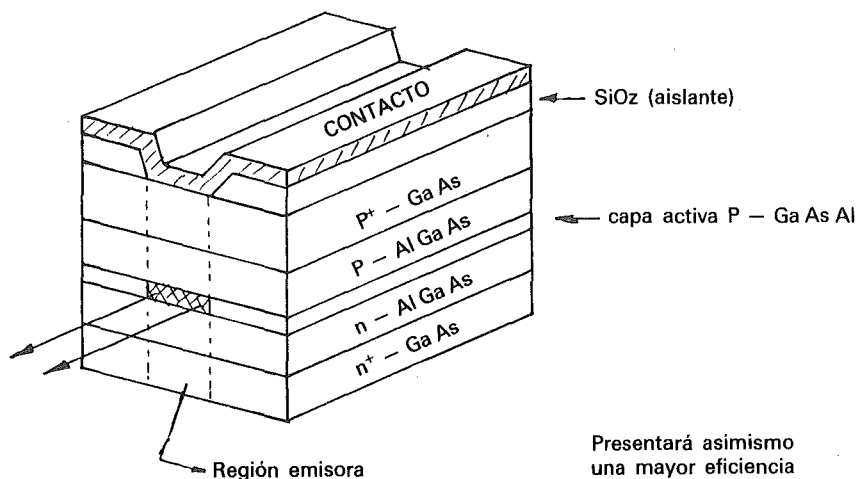 CONTACTO
SiOz (aislante)
P+ – Ga As
capa activa P – Ga As Al
P – Al Ga As
n – Al Ga As
n+ – Ga As
Región emisora
Presentará asimismo
una mayor eficiencia